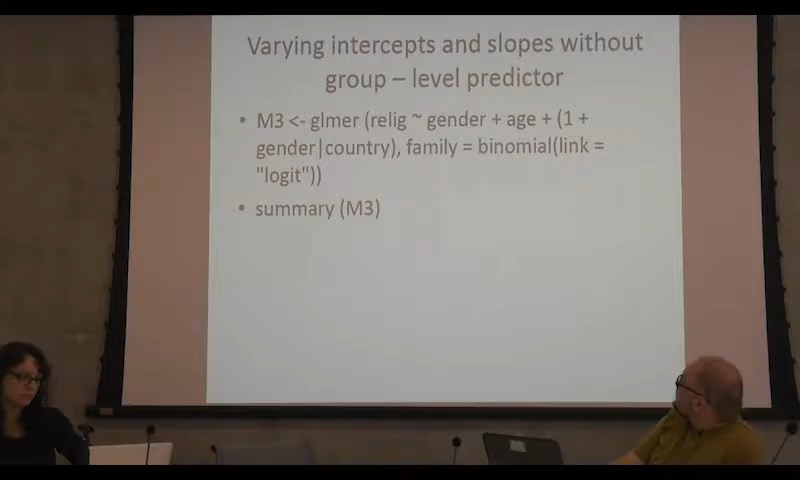 Varying intercepts and slopes without
group – level predictor
• M3 <- glmer (relig ~ gender + age + (1 +
gender|country), family = binomial(link =
"logit"))
• summary (M3)